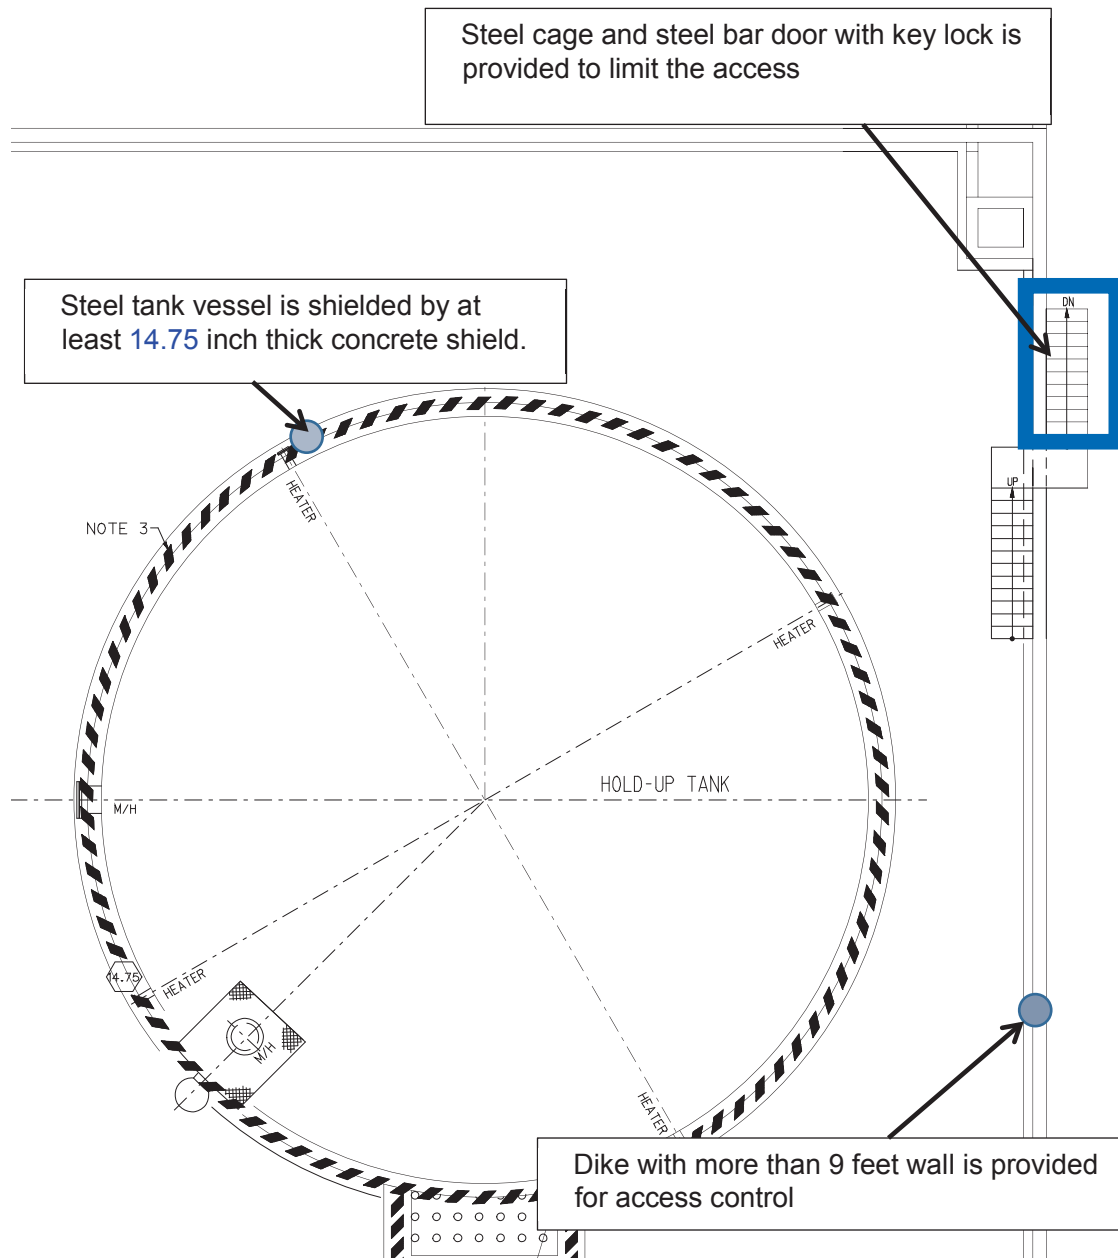 Steel cage and steel bar door with key lock is
provided to limit the access
Steel tank vessel is shielded by at
least 14.75 inch thick concrete shield.
DN
HEATER
UP
NOTE 3
HEATER
HOLD-UP TANK
M/H
14.75
HEATER
M/H
HEATER
Dike with more than 9 feet wall is provided
for access control